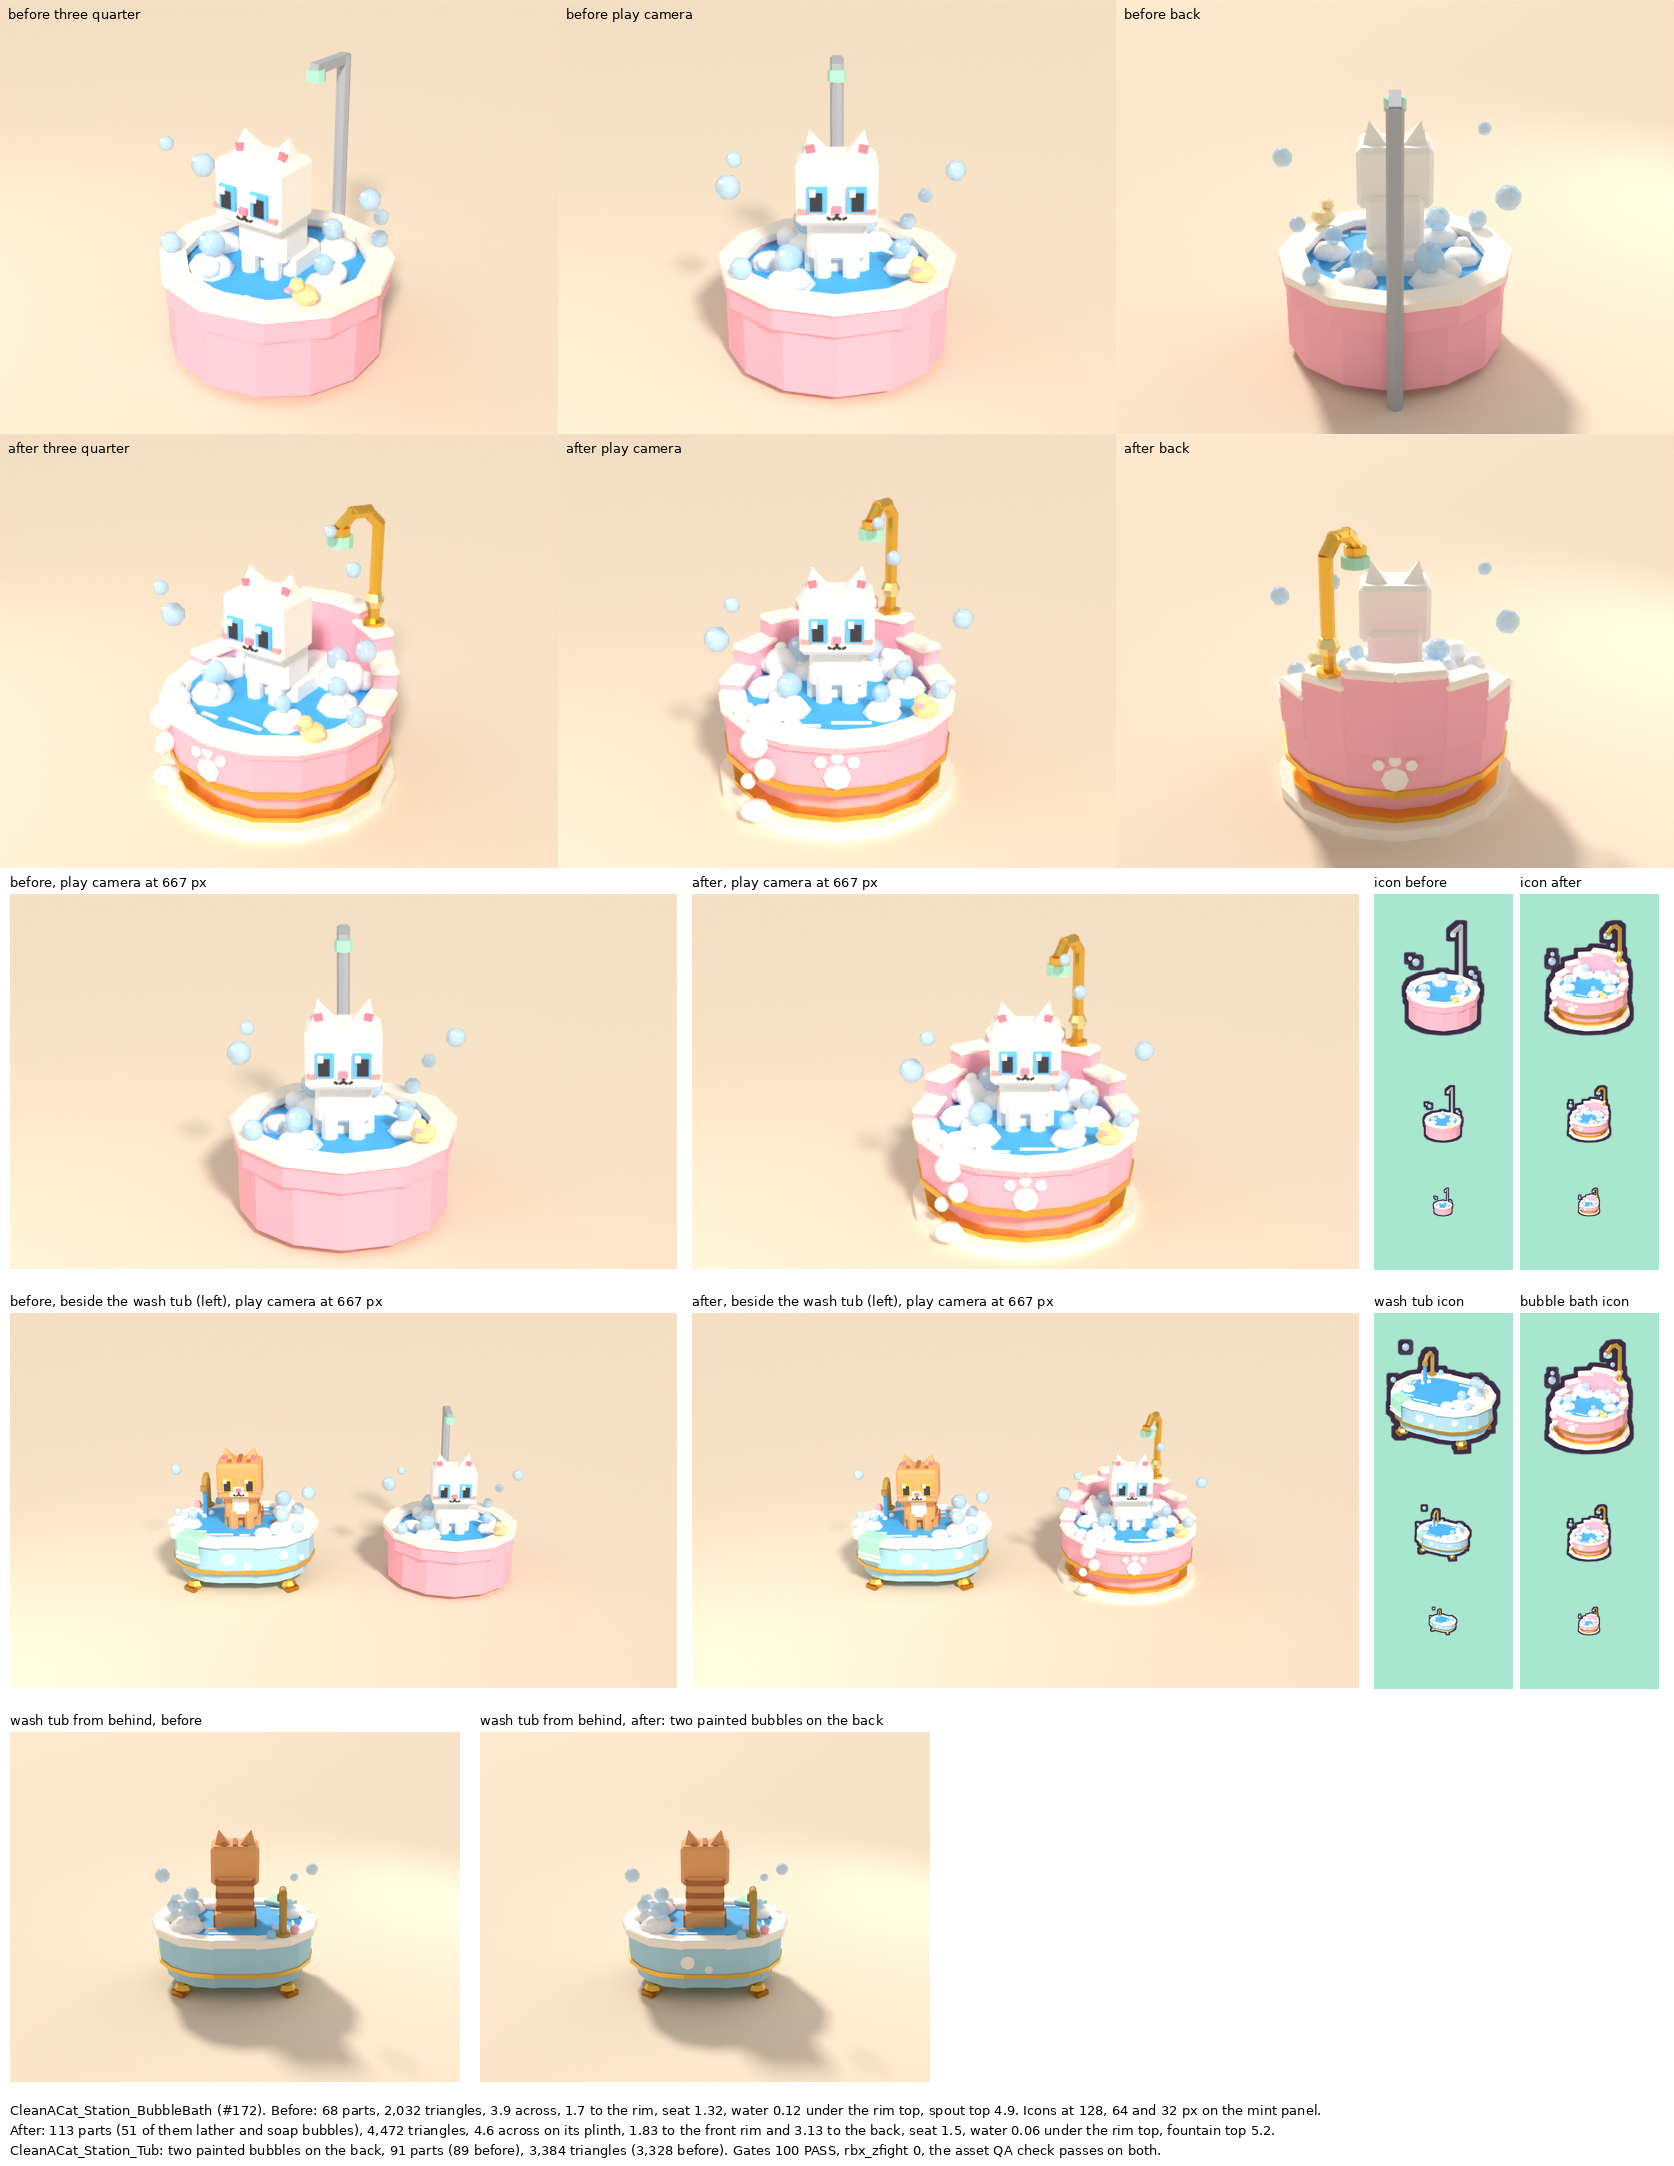 before three quarter
before play camera
before back
after three quarter
after play camera
after back
before, play camera at 667 px
after, play camera at 667 px
icon before
icon after
before, beside the wash tub (left), play camera at 667 px
after, beside the wash tub (left), play camera at 667 px
wash tub icon
bubble bath icon
wash tub from behind, before
wash tub from behind, after: two painted bubbles on the back
CleanACat_Station_BubbleBath (#172). Before: 68 parts, 2,032 triangles, 3.9 across, 1.7 to the rim, seat 1.32, water 0.12 under the rim top, spout top 4.9. Icons at 128, 64 and 32 px on the mint panel.
After: 113 parts (51 of them lather and soap bubbles), 4,472 triangles, 4.6 across on its plinth, 1.83 to the front rim and 3.13 to the back, seat 1.5, water 0.06 under the rim top, fountain top 5.2.
CleanACat_Station_Tub: two painted bubbles on the back, 91 parts (89 before), 3,384 triangles (3,328 before). Gates 100 PASS, rbx_zfight 0, the asset QA check passes on both.